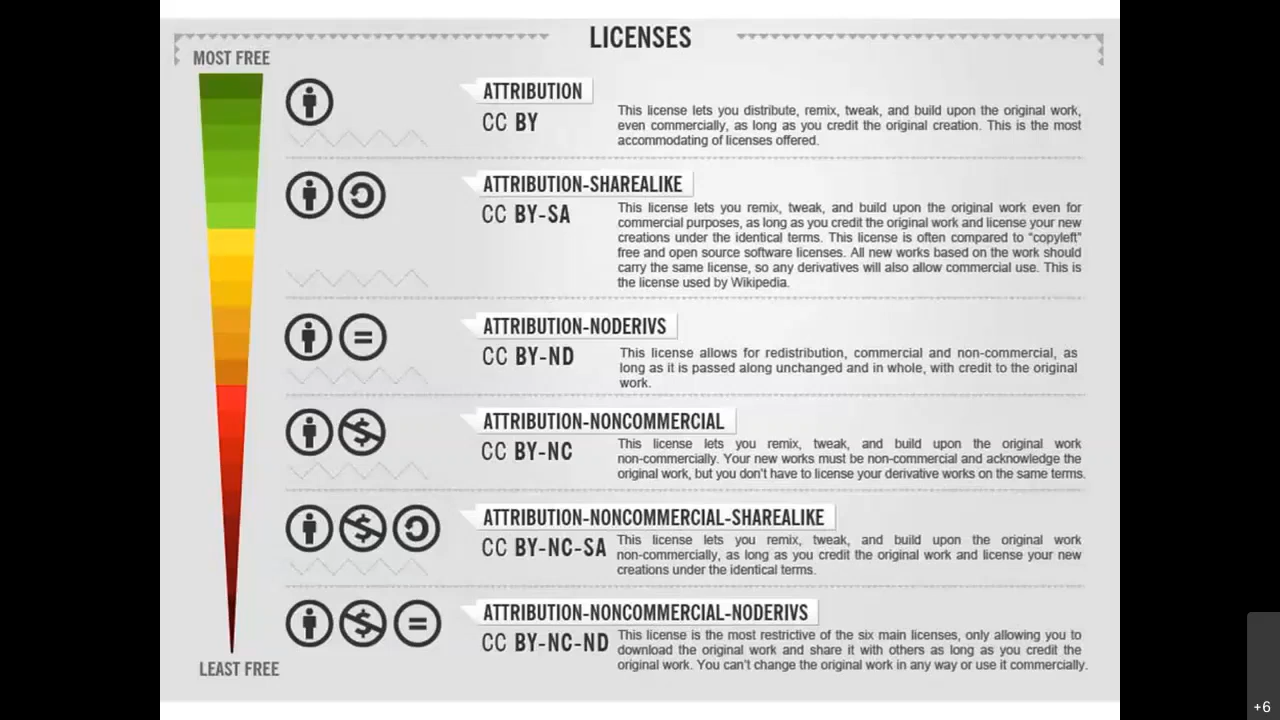 LICENSES
MOST FREE
ATTRIBUTION
CC BY
This license lets you distribute, remix, tweak, and build upon the original work,
even commercially, as long as you credit the original creation. This is the most
accommodating of licenses offered.
ATTRIBUTION-SHAREALIKE
CC BY-SA
This license lets you remix, tweak, and build upon the original work even for
commercial purposes, as long as you credit the original work and license your new
creations under the identical terms. This license is often compared to “copyleft”
free and open source software licenses. All new works based on the work should
carry the same license, so any derivatives will also allow commercial use. This is
the license used by Wikipedia.
ATTRIBUTION-NODERIVS
CC BY-ND
This license allows for redistribution, commercial and non-commercial, as
long as it is passed along unchanged and in whole, with credit to the original
work.
ATTRIBUTION-NONCOMMERCIAL
CC BY-NC
This license lets you remix, tweak, and build upon the original work
non-commercially. Your new works must be non-commercial and acknowledge the
original work, but you don’t have to license your derivative works on the same terms.
ATTRIBUTION-NONCOMMERCIAL-SHAREALIKE
CC BY-NC-SA
This license lets you remix, tweak, and build upon the original work
non-commercially, as long as you credit the original work and license your new
creations under the identical terms.
ATTRIBUTION-NONCOMMERCIAL-NODERIVS
CC BY-NC-ND
This license is the most restrictive of the six main licenses, only allowing you to
download the original work and share it with others as long as you credit the
original work. You can’t change the original work in any way or use it commercially.
LEAST FREE
+6